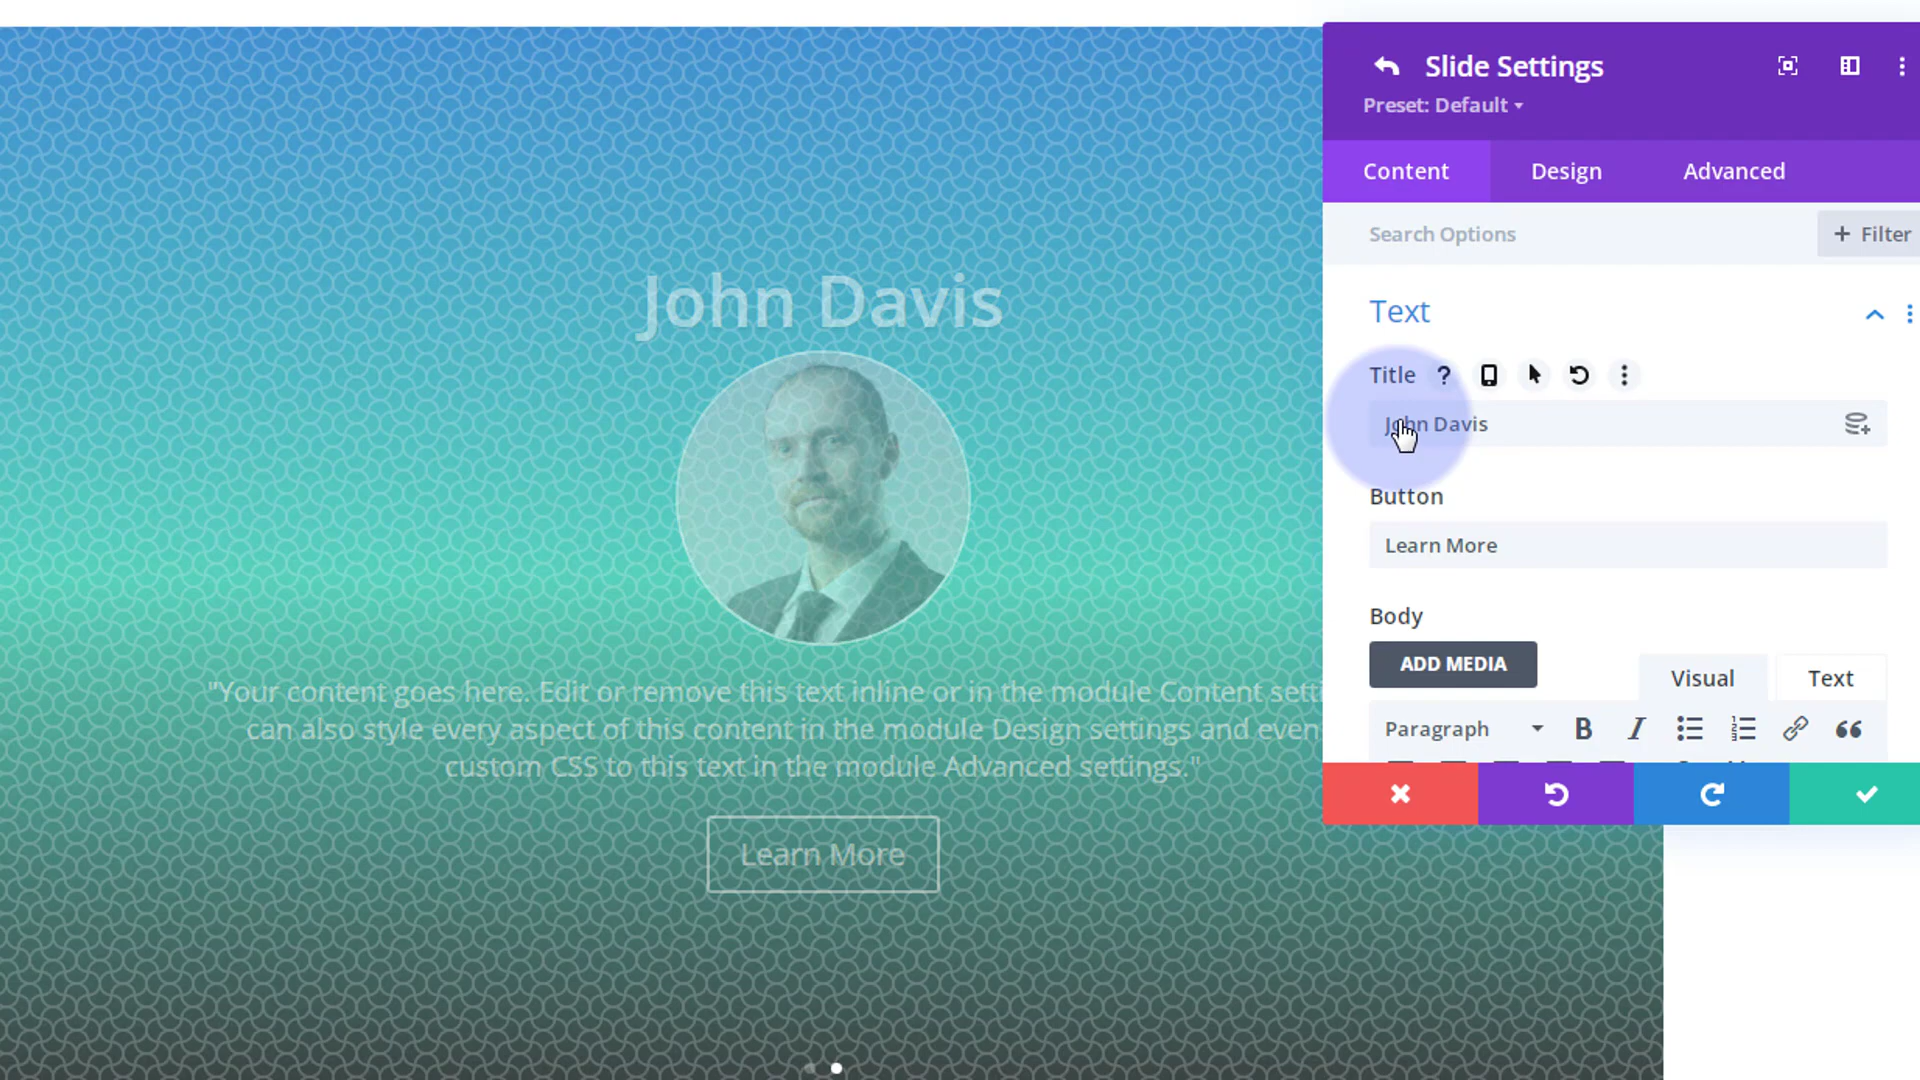 Slide Settings
Preset: Default
Content
Design
Advanced
Search Options
+ Filter
Text
Title ?
John Davis
Button
Learn More
Body
ADD MEDIA
Visual
Text
Paragraph
B
I
John Davis
"Your content goes here. Edit or remove this text inline or in the module Content
can also style every aspect of this content in the module Design settings and even
custom CSS to this text in the module Advanced settings."
Learn More